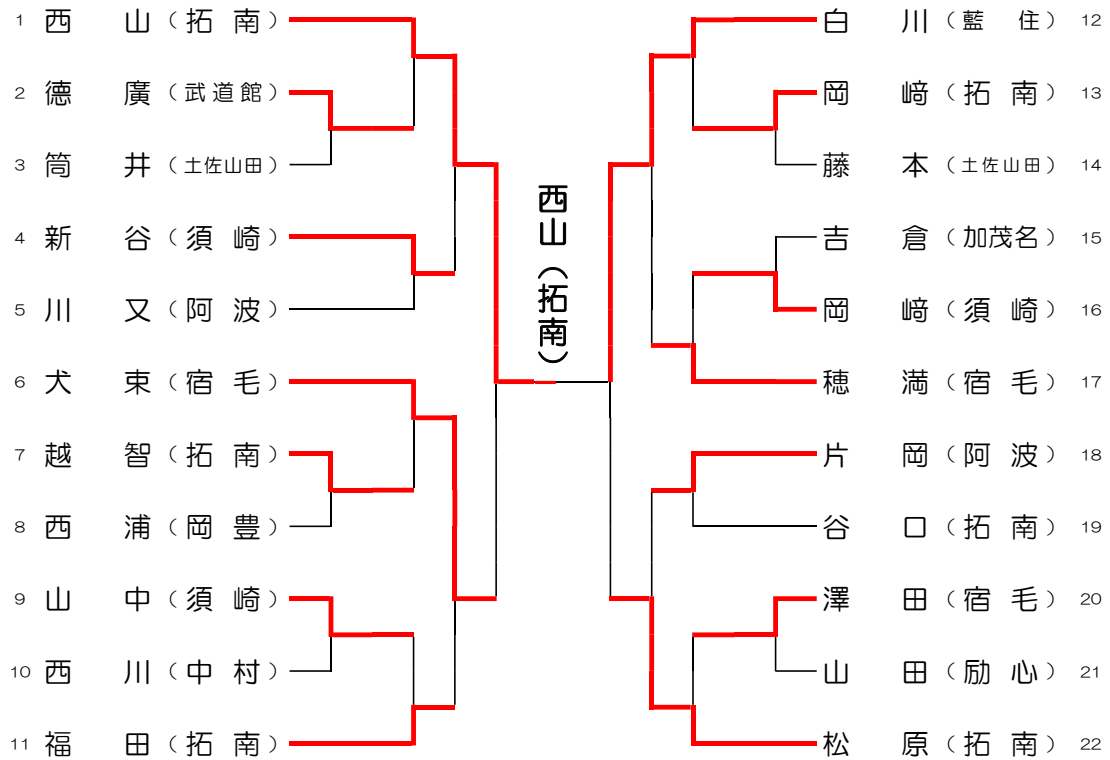 1 西 山（拓 南）
2 德 廣（武道館）
3 筒 井（土佐山田）
4 新 谷（須 崎）
5 川 又（阿 波）
6 犬 束（宿 毛）
7 越 智（拓 南）
8 西 浦（岡 豊）
9 山 中（須 崎）
10 西 川（中 村）
11 福 田（拓 南）
西山（拓南）
白 川（藍 住） 12
岡 﨑（拓 南） 13
藤 本（土佐山田） 14
吉 倉（加茂名） 15
岡 﨑（須 崎） 16
穂 満（宿 毛） 17
片 岡（阿 波） 18
谷 口（拓 南） 19
澤 田（宿 毛） 20
山 田（励 心） 21
松 原（拓 南） 22